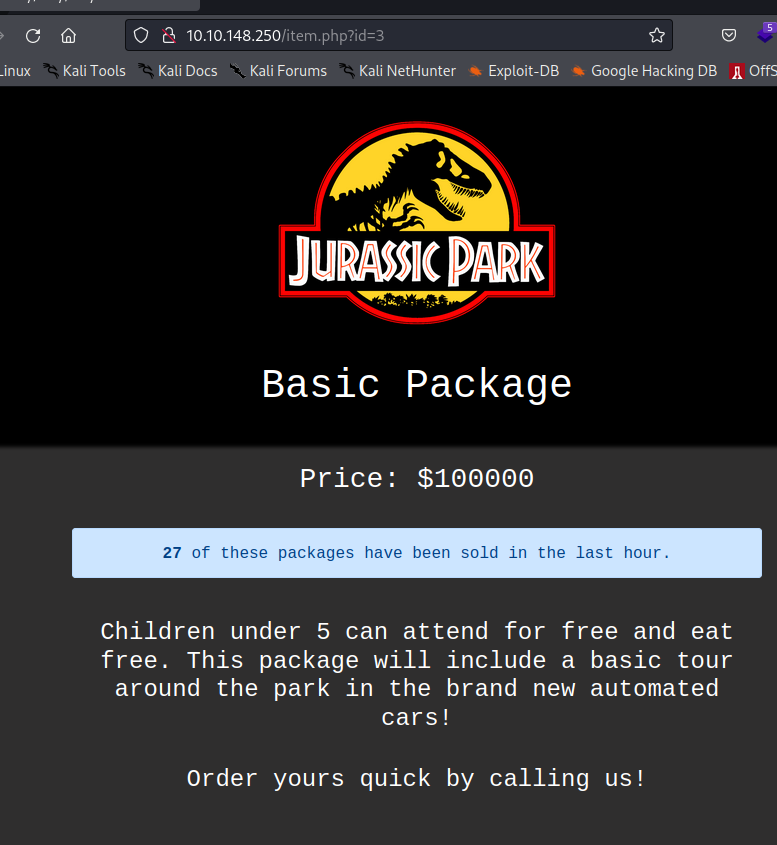 10.10.148.250/item.php?id=3
5
Linux Kali Tools Kali Docs Kali Forums Kali NetHunter Exploit-DB Google Hacking DB OffS
JURASSIC PARK
Basic Package
Price: $100000
27 of these packages have been sold in the last hour.
Children under 5 can attend for free and eat
free. This package will include a basic tour
around the park in the brand new automated
cars!
Order yours quick by calling us!